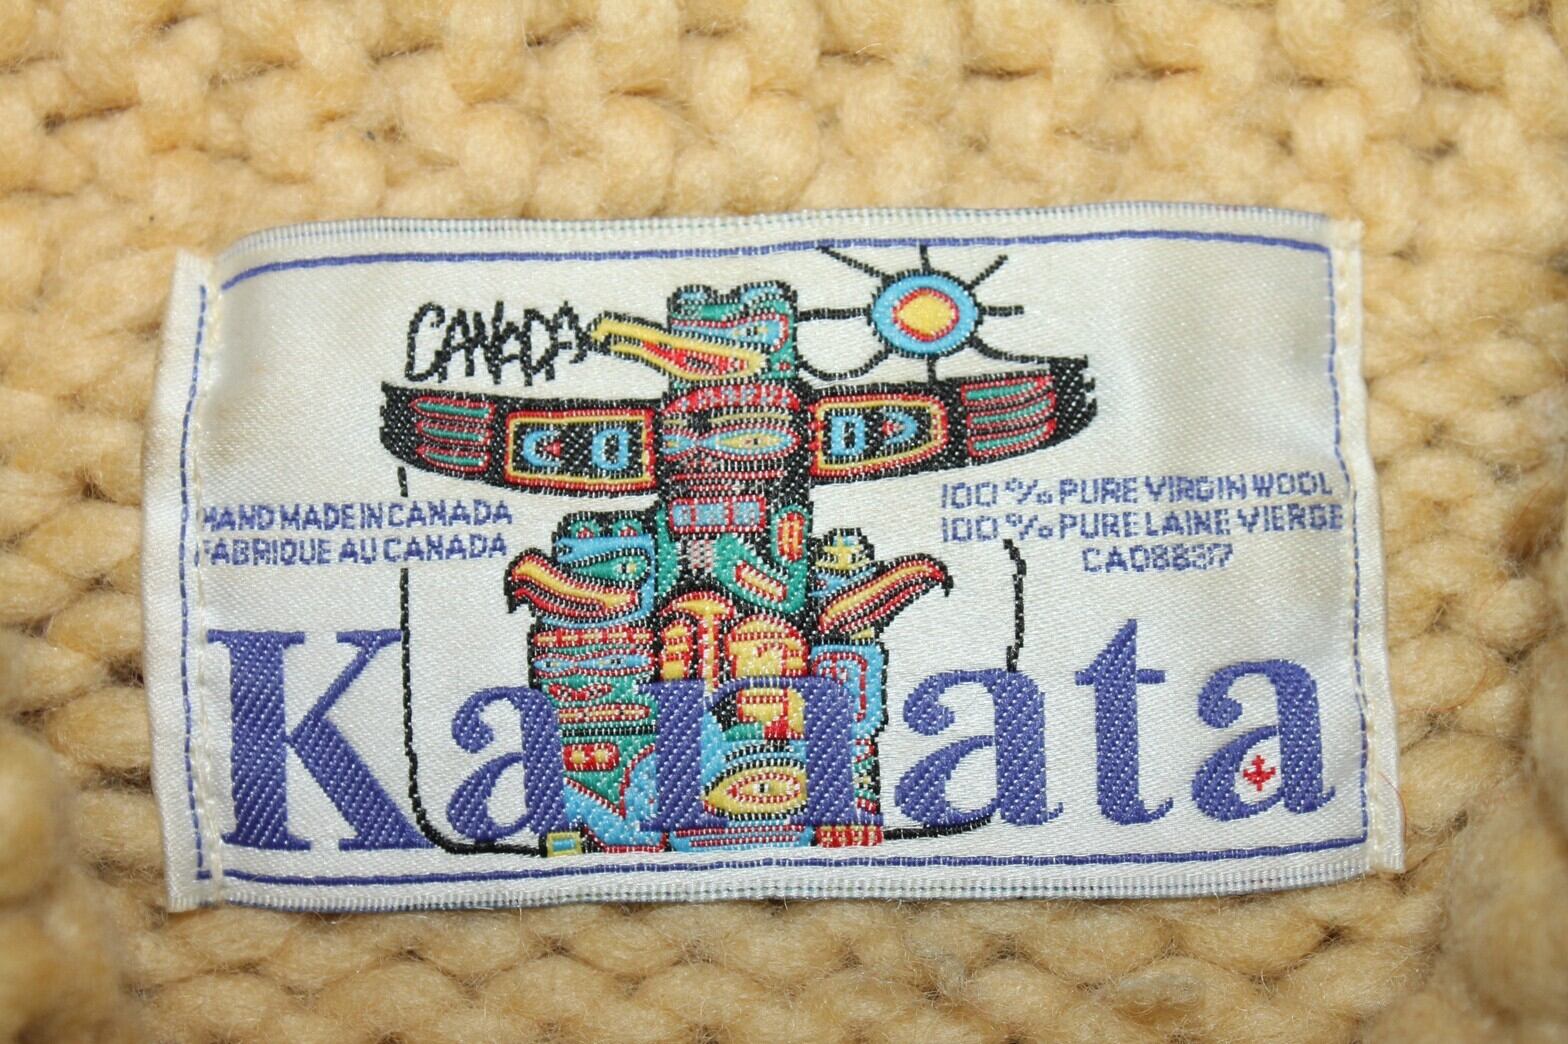 CANADA
HAND MADE IN CANADA
FABRIQUE AU CANADA
100% PURE VIRGIN WOOL
100% PURE LAINE VIERGE
CA08837
Kanata